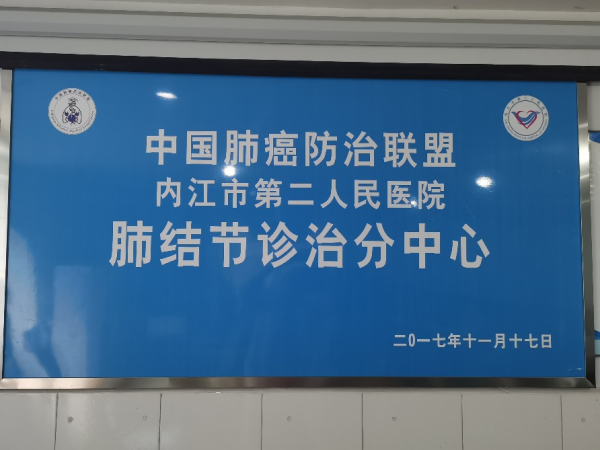 中国肺癌防治联盟
内江市第二人民医院
肺结节诊治分中心
二0一七年十一月十七日